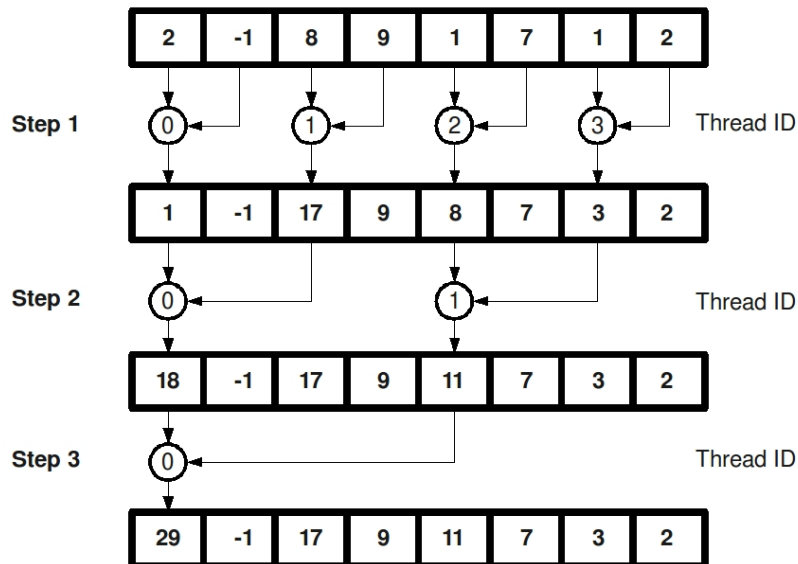 2 -1 8 9 1 7 1 2
Step 1 0 1 2 3 Thread ID
1 -1 17 9 8 7 3 2
Step 2 0 1 Thread ID
18 -1 17 9 11 7 3 2
Step 3 0 Thread ID
29 -1 17 9 11 7 3 2